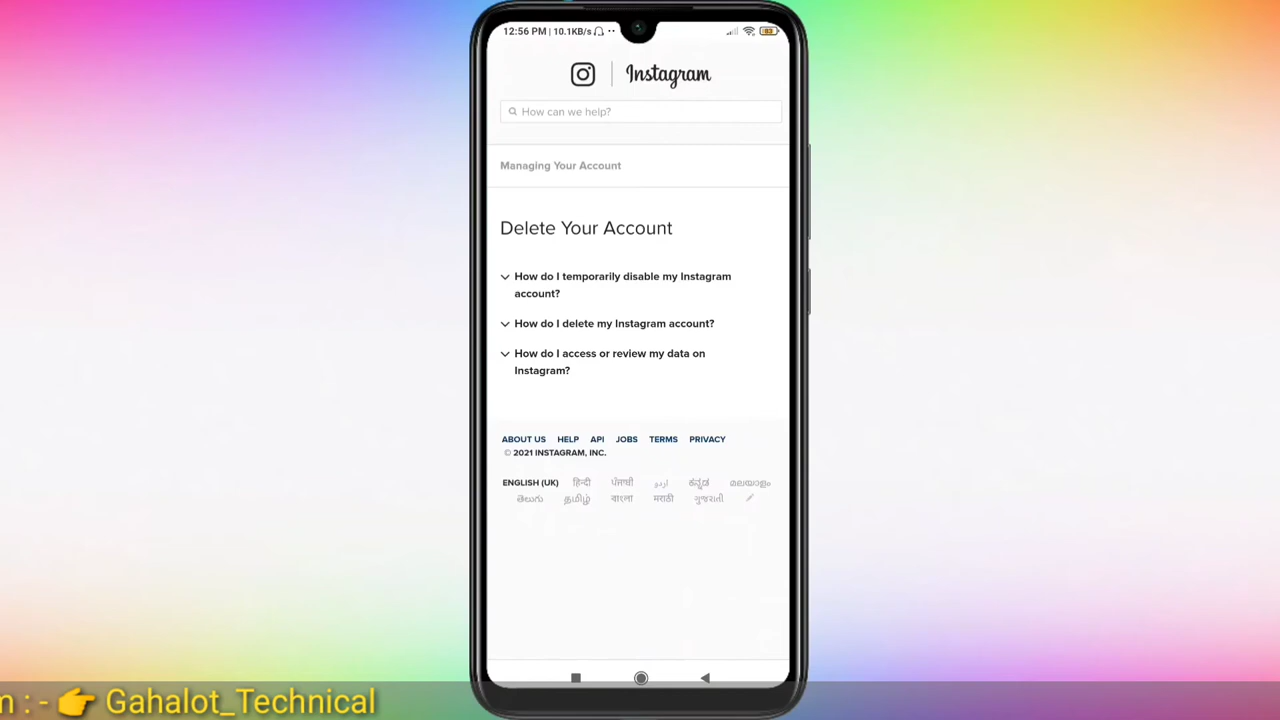 12:56 PM | 10.1KB/s
83
Instagram
How can we help?
Managing Your Account
Delete Your Account
How do I temporarily disable my Instagram
account?
How do I delete my Instagram account?
How do I access or review my data on
Instagram?
ABOUT US HELP API JOBS TERMS PRIVACY
© 2021 INSTAGRAM, INC.
ENGLISH (UK) हिन्दी ਪੰਜਾਬੀ اردو ಕನ್ನಡ മലയാളം
తెలుగు தமிழ் বাংলা मराठी ગુજરાતી
m : - 👉 Gahalot_Technical